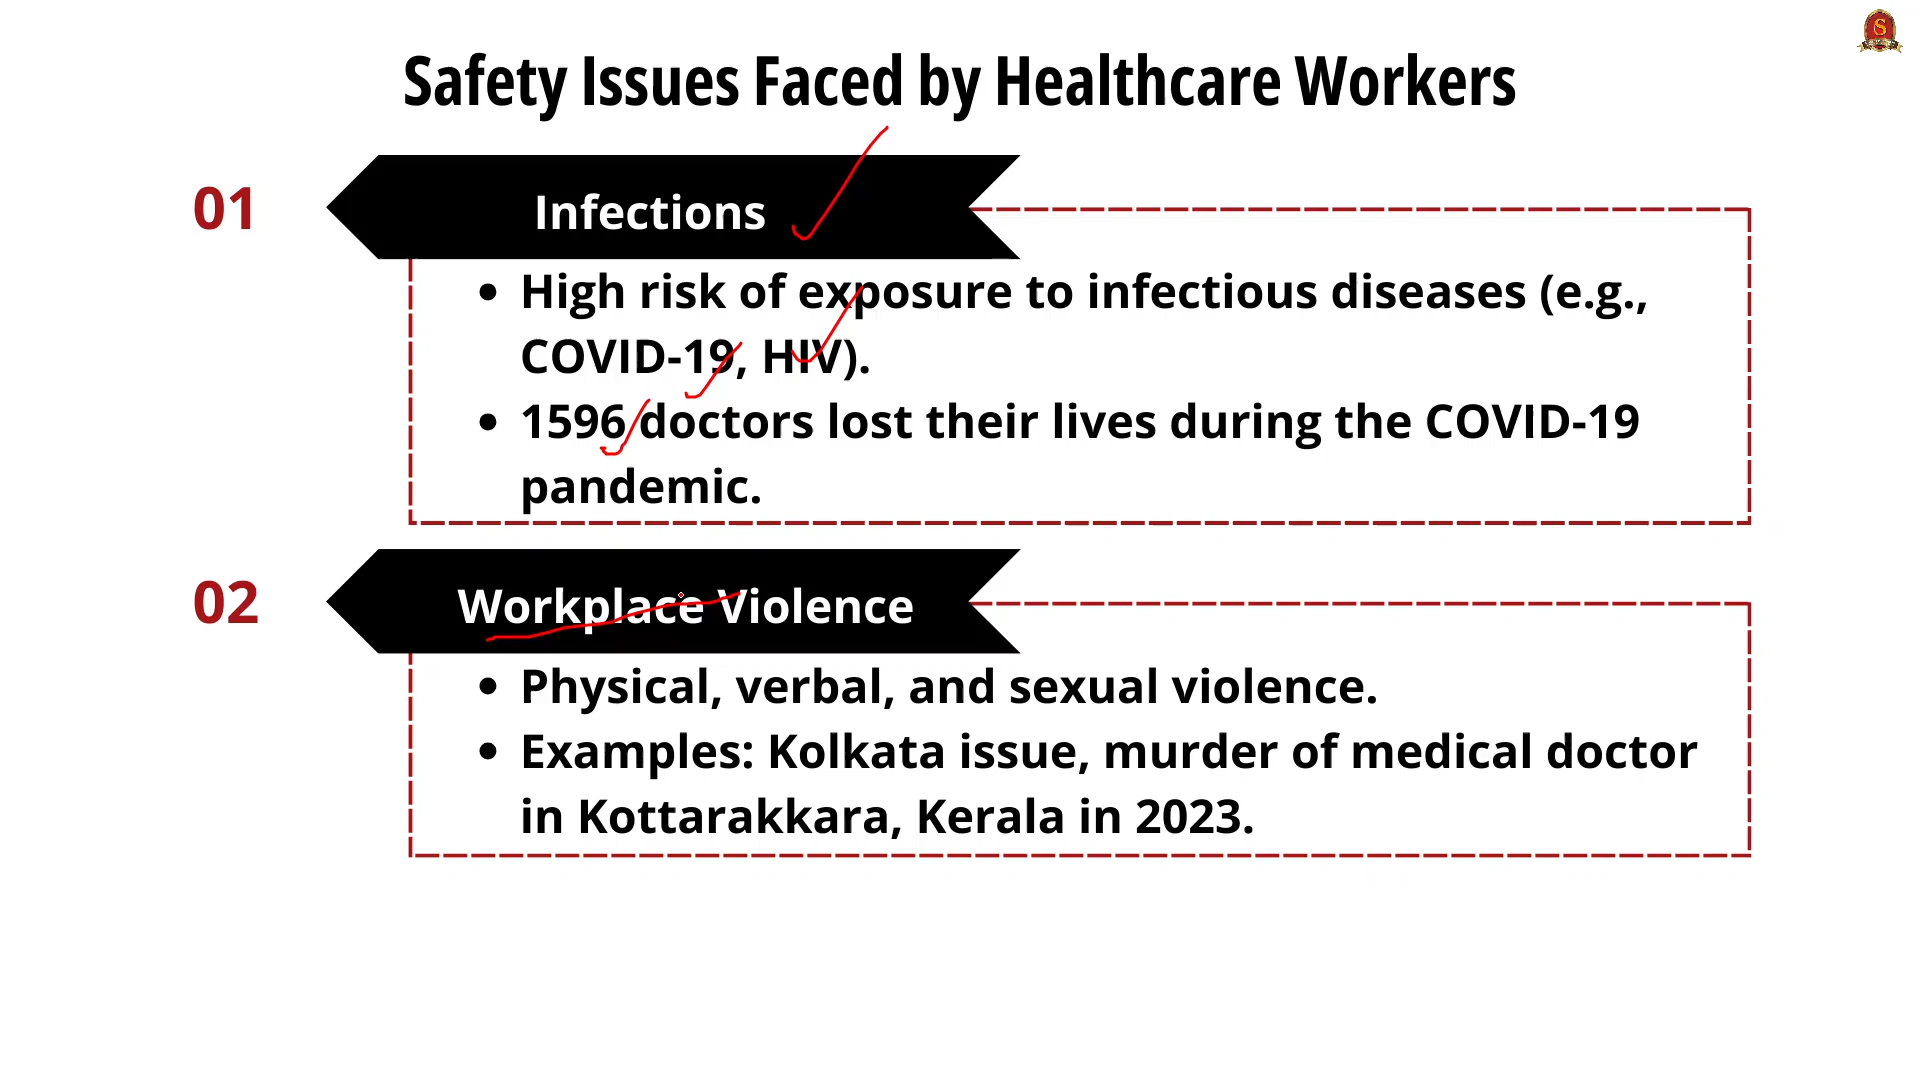 Safety Issues Faced by Healthcare Workers
01
Infections
• High risk of exposure to infectious diseases (e.g.,
COVID-19, HIV).
• 1596 doctors lost their lives during the COVID-19
pandemic.
02
Workplace Violence
• Physical, verbal, and sexual violence.
• Examples: Kolkata issue, murder of medical doctor
in Kottarakkara, Kerala in 2023.
S